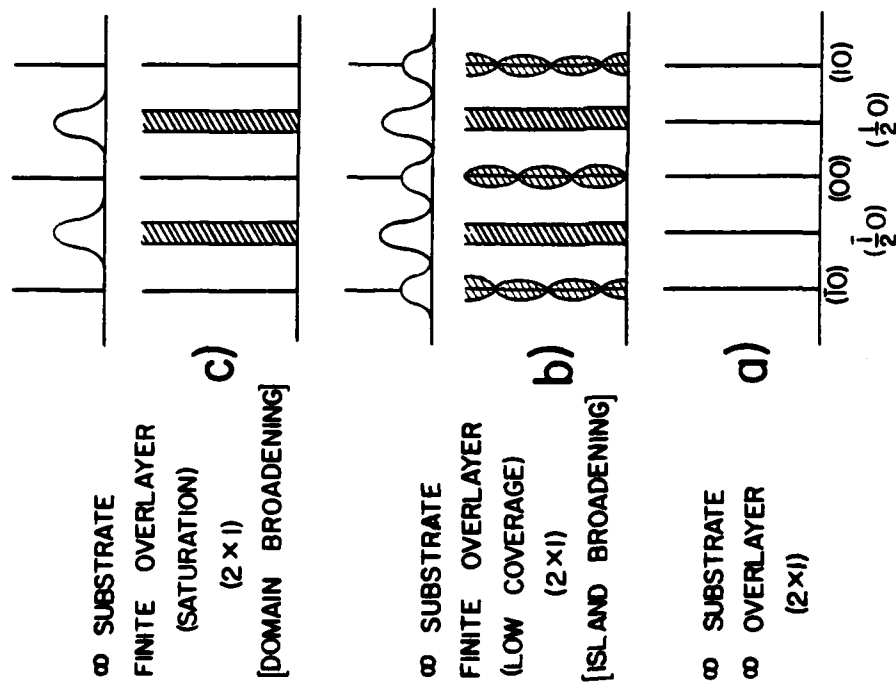 ∞ SUBSTRATE
FINITE OVERLAYER
(SATURATION)
(2×1)
[DOMAIN BROADENING]
c)
∞ SUBSTRATE
FINITE OVERLAYER
(LOW COVERAGE)
(2×1)
[ISLAND BROADENING]
b)
∞ SUBSTRATE
∞ OVERLAYER
(2×1)
a)
(1̄0)
(1̄/2 0)
(00)
(1/2 0)
(10)